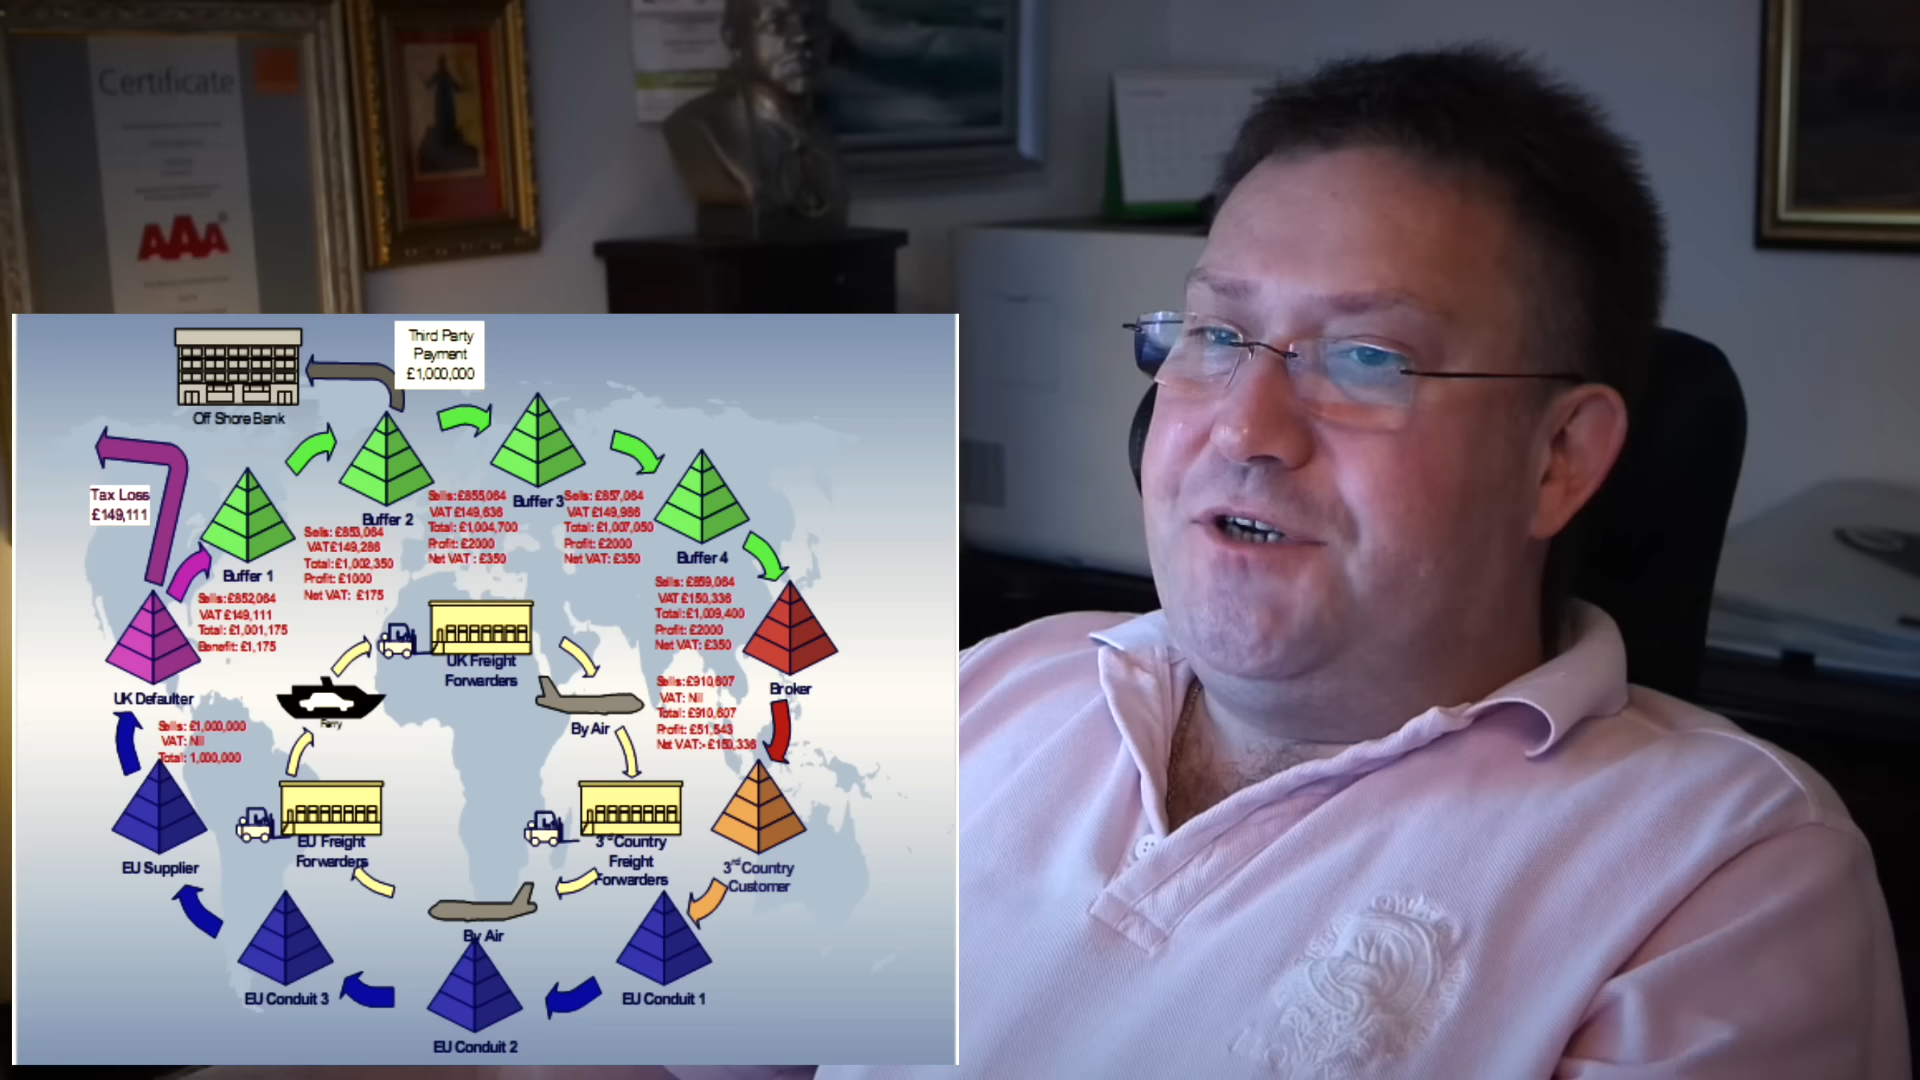 Certificate
AAA
Third Party
Payment
£1,000,000
Off Shore Bank
Tax Loss
£149,111
Buffer 1
Buffer 2
Buffer 3
Buffer 4
Sells: £853,064
VAT £149,286
Total: £1,002,350
Profit: £1000
Net VAT: £175
Sells: £855,064
VAT £149,636
Total: £1,004,700
Profit: £2000
Net VAT: £350
Sells: £857,064
VAT £149,986
Total: £1,007,050
Profit: £2000
Net VAT: £350
Sells: £859,064
VAT £150,336
Total: £1,009,400
Profit: £2000
Net VAT: £350
Sells: £852,064
VAT £149,111
Total: £1,001,175
Benefit: £1,175
UK Freight
Forwarders
UK Defaulter
Ferry
By Air
Broker
Sells: £910,607
VAT: Nil
Total: £910,607
Profit: £51,543
Net VAT:- £150,336
Sells: £1,000,000
VAT: Nil
Total: 1,000,000
EU Supplier
EU Freight
Forwarders
3rd Country
Freight
Forwarders
3rd Country
Customer
By Air
EU Conduit 3
EU Conduit 2
EU Conduit 1